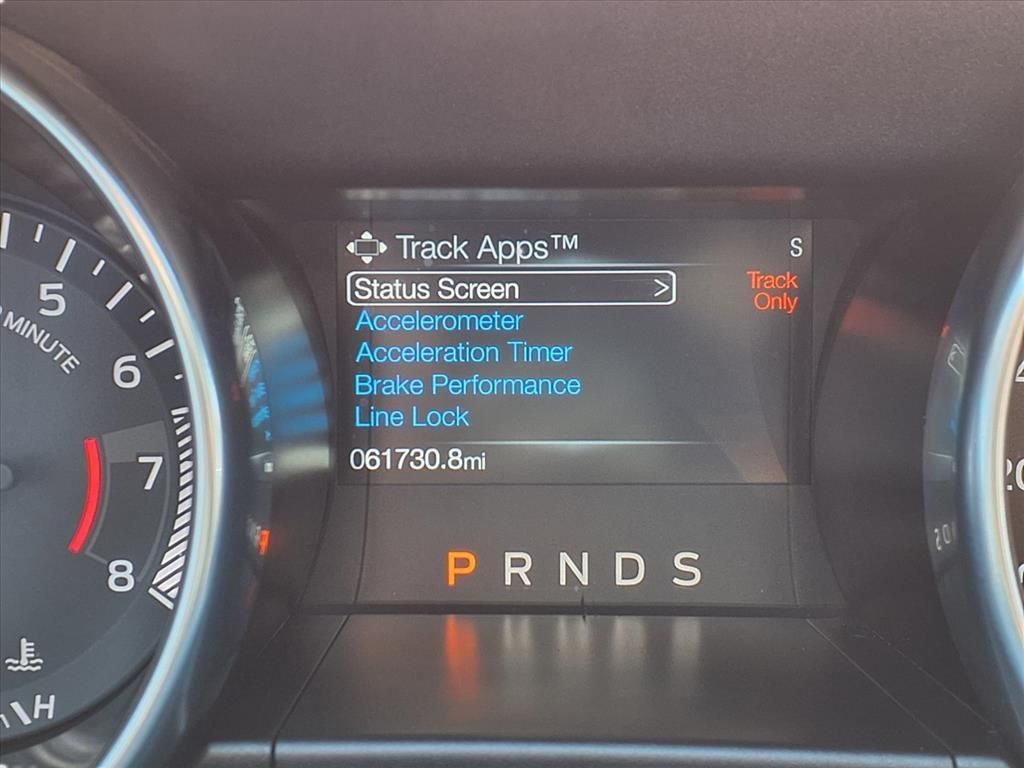 Track Apps™ S
Status Screen >
Track
Only
Accelerometer
Acceleration Timer
Brake Performance
Line Lock
061730.8mi
P R N D S
5
MINUTE
6
7
8
H